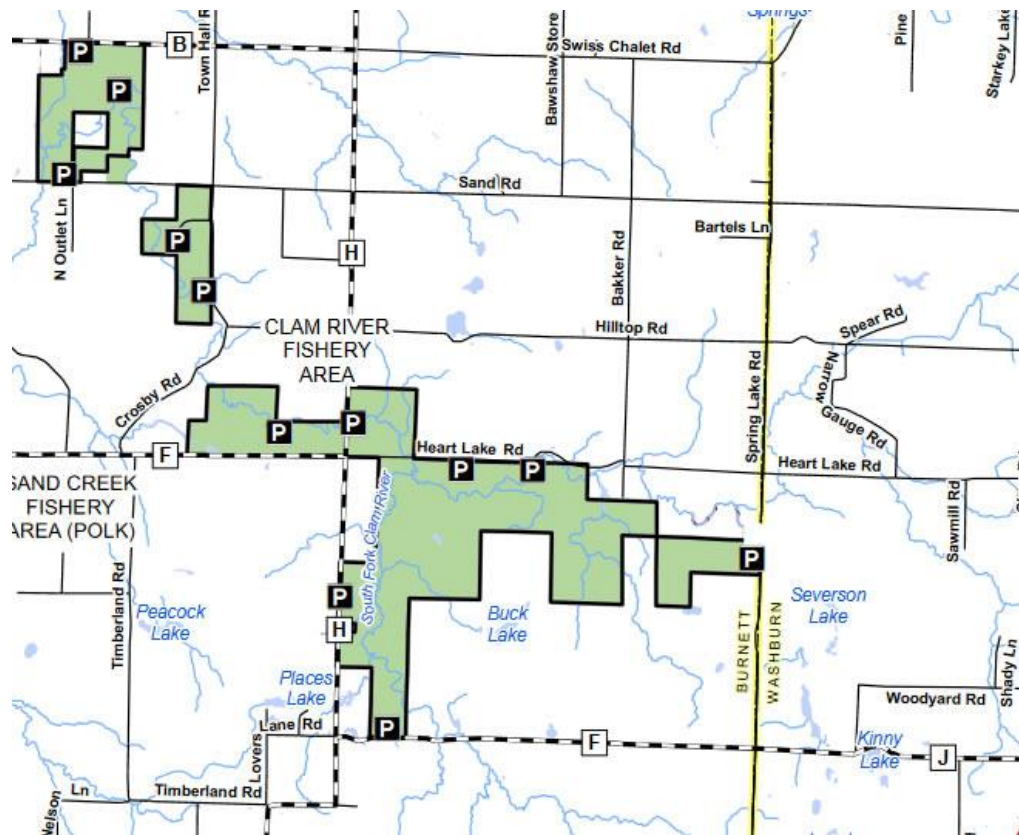 Springs
Pine
Starkey Lake
Town Hall R
P
B
Swiss Chalet Rd
Bawshaw Store
P
P
Sand Rd
N Outlet Ln
P
H
Bakker Rd
Bartels Ln
P
CLAM RIVER
FISHERY
AREA
Hilltop Rd
Spear Rd
Narrow
Gauge Rd
Spring Lake Rd
Crosby Rd
P
P
Heart Lake Rd
F
P
P
Heart Lake Rd
SAND CREEK
FISHERY
AREA (POLK)
South Fork Clam River
Sawmill Rd
P
Timberland Rd
Peacock
Lake
P
H
Buck
Lake
Severson
Lake
BURNETT
WASHBURN
Places
Lake
Shady Ln
Woodyard Rd
Lane Rd
Lovers
P
F
Kinny
Lake
J
Nelson
Ln
Timberland Rd